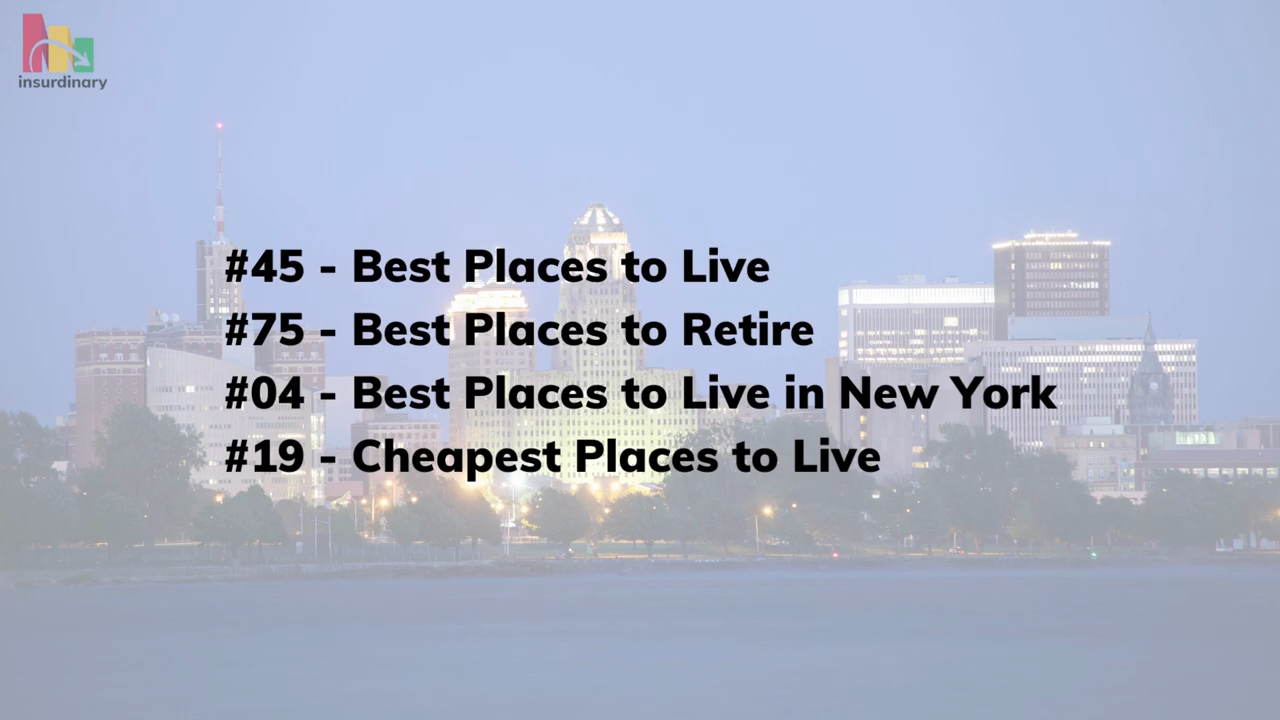 insurdinary
#45 - Best Places to Live
#75 - Best Places to Retire
#04 - Best Places to Live in New York
#19 - Cheapest Places to Live